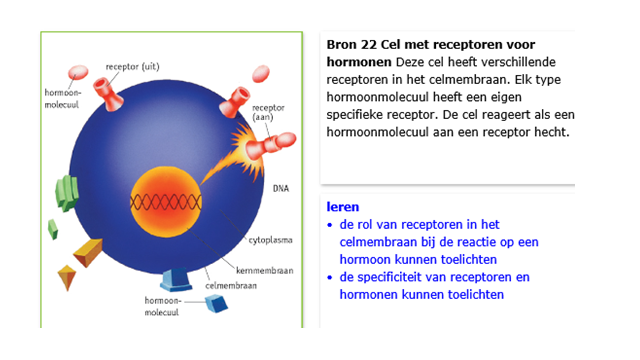 receptor (uit)
hormoon-
molecuul
receptor
(aan)
DNA
cytoplasma
kernmembraan
celmembraan
hormoon-
molecuul
Bron 22 Cel met receptoren voor
hormonen Deze cel heeft verschillende
receptoren in het celmembraan. Elk type
hormoonmolecuul heeft een eigen
specifieke receptor. De cel reageert als een
hormoonmolecuul aan een receptor hecht.
leren
• de rol van receptoren in het
celmembraan bij de reactie op een
hormoon kunnen toelichten
• de specificiteit van receptoren en
hormonen kunnen toelichten